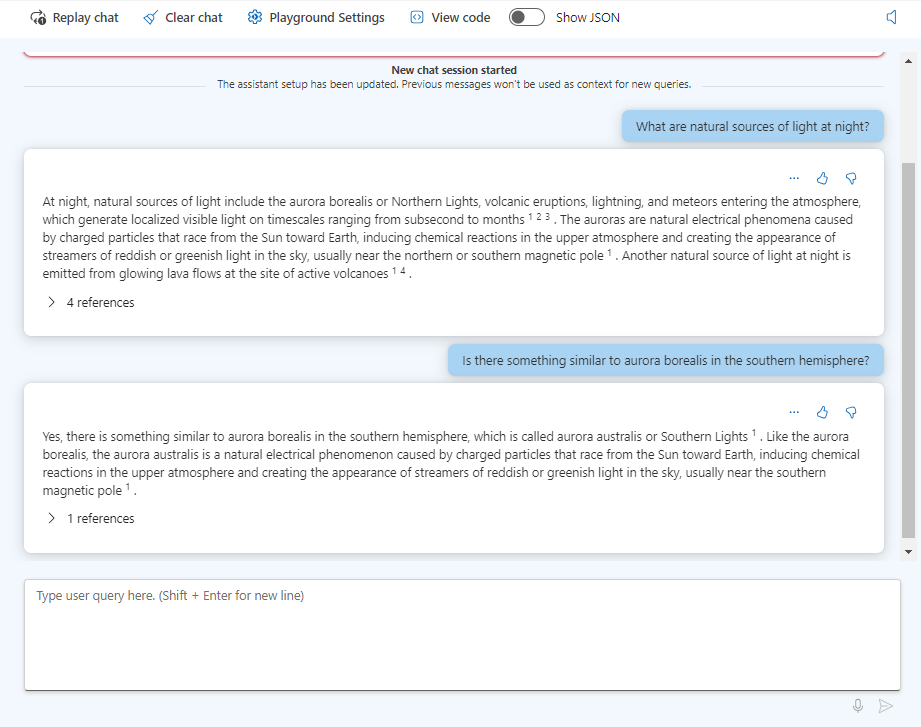 Replay chat Clear chat Playground Settings View code Show JSON
New chat session started
The assistant setup has been updated. Previous messages won't be used as context for new queries.
What are natural sources of light at night?
At night, natural sources of light include the aurora borealis or Northern Lights, volcanic eruptions, lightning, and meteors entering the atmosphere,
which generate localized visible light on timescales ranging from subsecond to months 1 2 3 . The auroras are natural electrical phenomena caused
by charged particles that race from the Sun toward Earth, inducing chemical reactions in the upper atmosphere and creating the appearance of
streamers of reddish or greenish light in the sky, usually near the northern or southern magnetic pole 1 . Another natural source of light at night is
emitted from glowing lava flows at the site of active volcanoes 1 4 .
4 references
Is there something similar to aurora borealis in the southern hemisphere?
Yes, there is something similar to aurora borealis in the southern hemisphere, which is called aurora australis or Southern Lights 1 . Like the aurora
borealis, the aurora australis is a natural electrical phenomenon caused by charged particles that race from the Sun toward Earth, inducing chemical
reactions in the upper atmosphere and creating the appearance of streamers of reddish or greenish light in the sky, usually near the southern
magnetic pole 1 .
1 references
Type user query here. (Shift + Enter for new line)